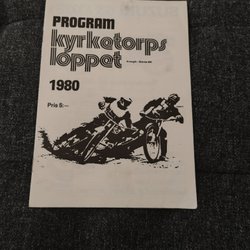 PROGRAM
kyrketorps
loppet
1980
Pris 5:—